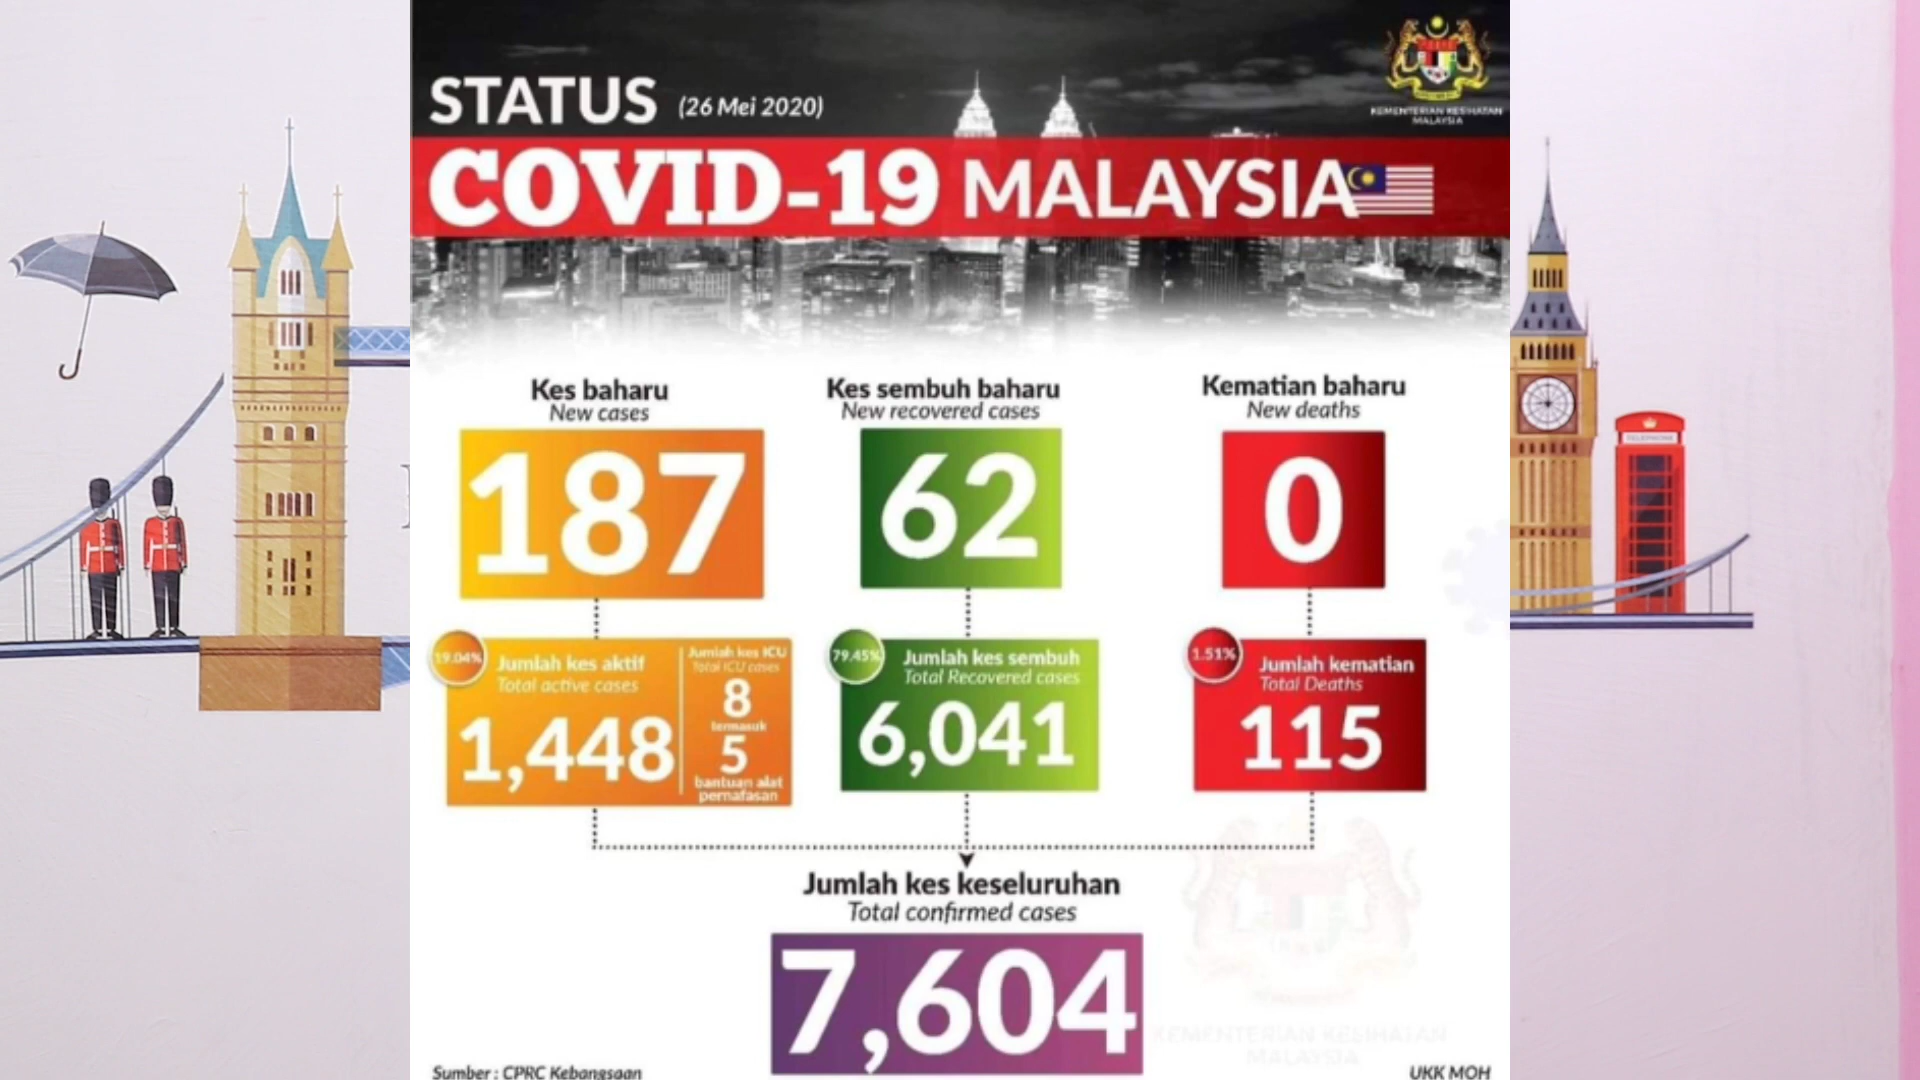 STATUS (26 Mei 2020)
KEMENTERIAN KESIHATAN
MALAYSIA
COVID-19 MALAYSIA
Kes baharu
New cases
187
Kes sembuh baharu
New recovered cases
62
Kematian baharu
New deaths
0
19.04%
Jumlah kes aktif
Total active cases
1,448
Jumlah kes ICU
Total ICU cases
8
termasuk
5
bantuan alat
pernafasan
79.45%
Jumlah kes sembuh
Total Recovered cases
6,041
1.51%
Jumlah kematian
Total Deaths
115
Jumlah kes keseluruhan
Total confirmed cases
7,604
KEMENTERIAN KESIHATAN
MALAYSIA
Sumber : CPRC Kebangsaan
UKK MOH
TELEPHONE